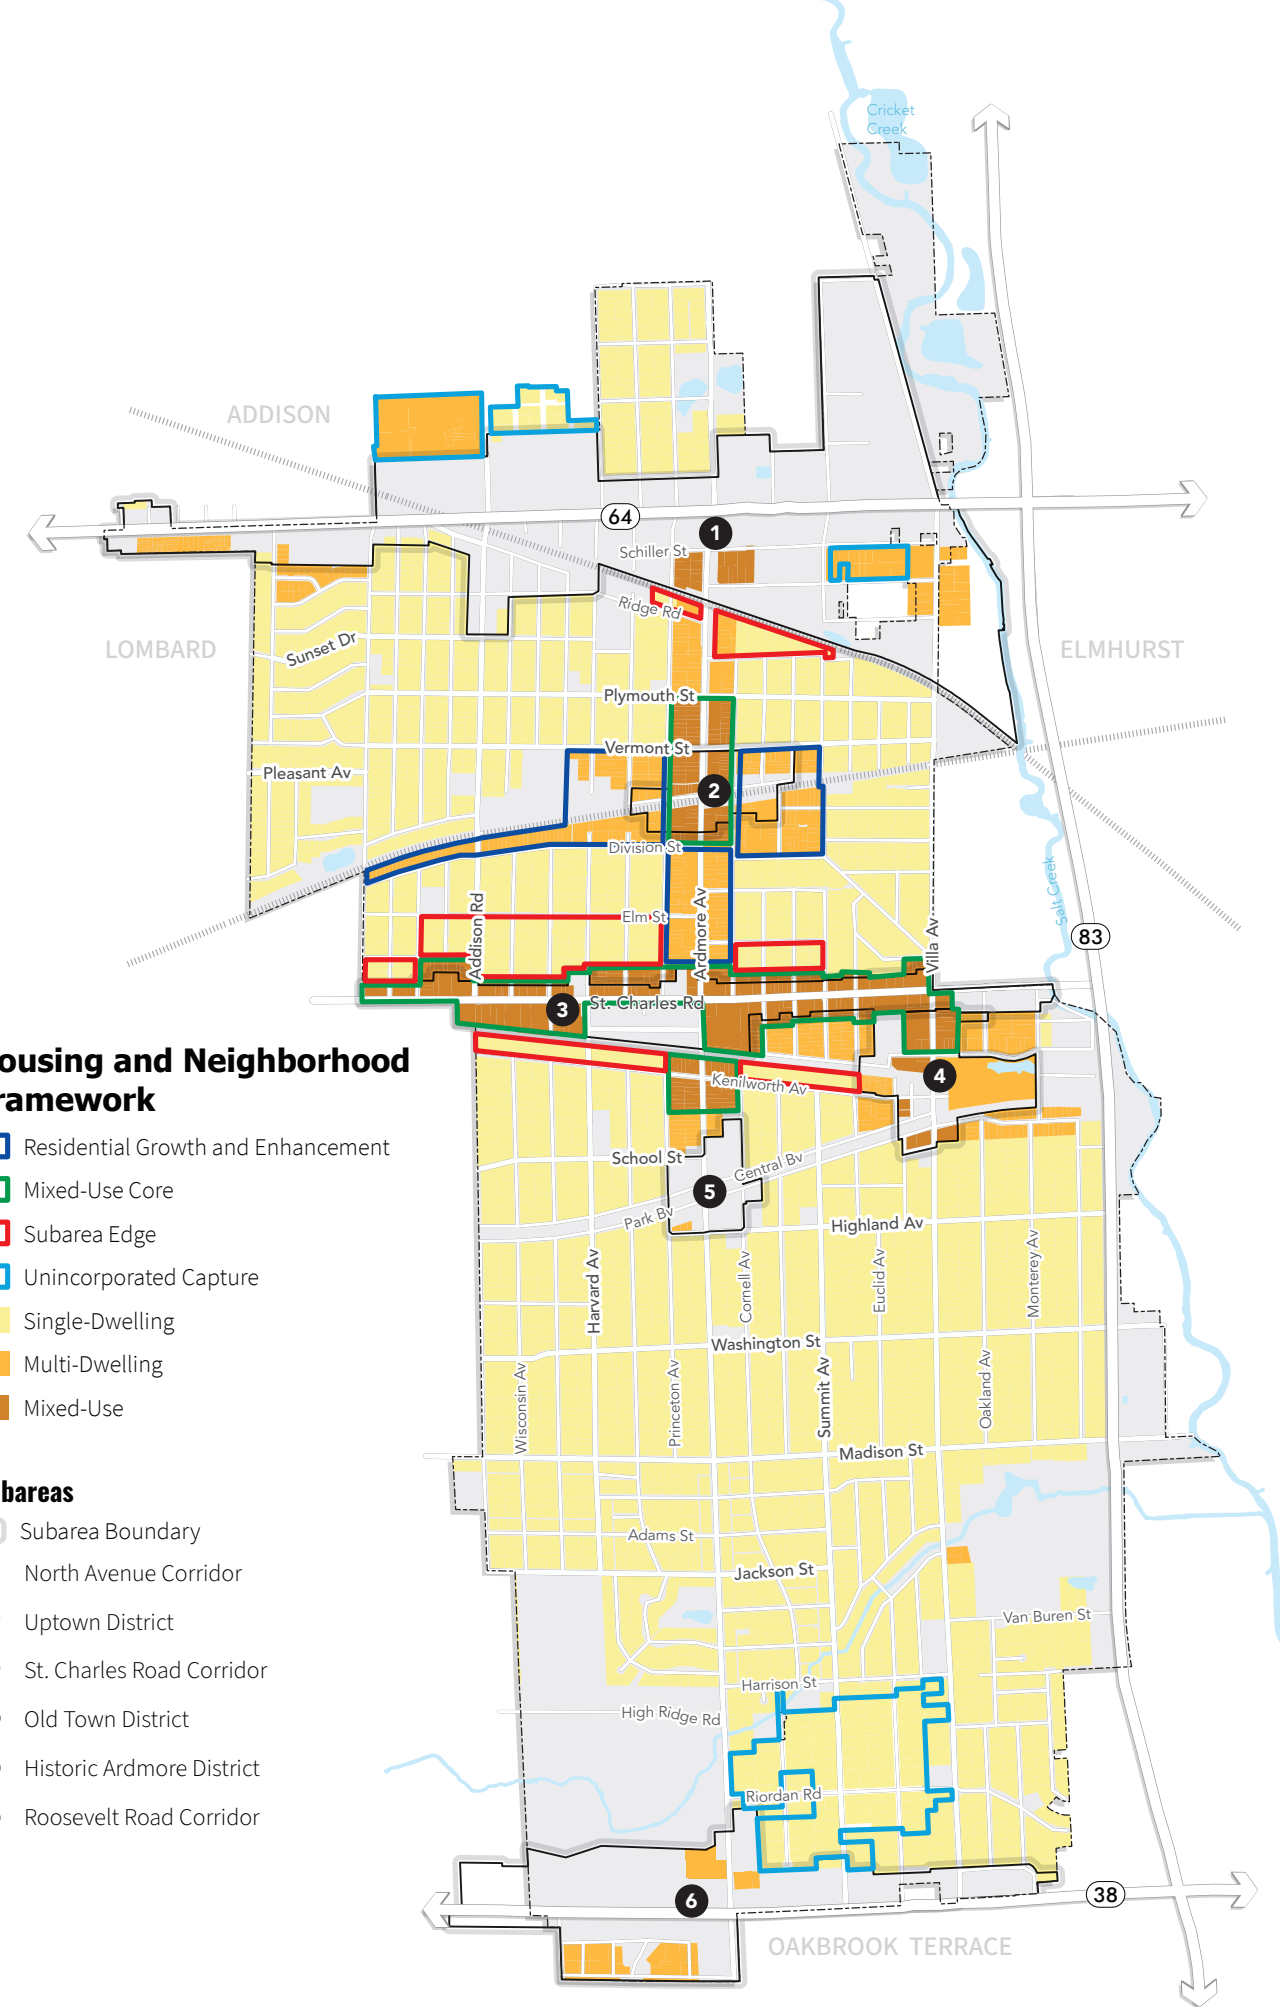 Cricket
Creek
ADDISON
64
1
Schiller St
Ridge Rd
LOMBARD
Sunset Dr
ELMHURST
Plymouth St
Vermont St
Pleasant Av
2
Division St
Salt Creek
Addison Rd
Elm St
Ardmore Av
Villa Av
83
3
St. Charles Rd
4
Kenilworth Av
ousing and Neighborhood
ramework
Residential Growth and Enhancement
Mixed-Use Core
Subarea Edge
Unincorporated Capture
Single-Dwelling
Multi-Dwelling
Mixed-Use
School St
Central Bv
5
Park Bv
Highland Av
Harvard Av
Cornell Av
Euclid Av
Monterey Av
Washington St
Wisconsin Av
Princeton Av
Summit Av
Oakland Av
Madison St
bareas
Subarea Boundary
North Avenue Corridor
Uptown District
St. Charles Road Corridor
Old Town District
Historic Ardmore District
Roosevelt Road Corridor
Adams St
Jackson St
Van Buren St
Harrison St
High Ridge Rd
Riordan Rd
6
38
OAKBROOK TERRACE